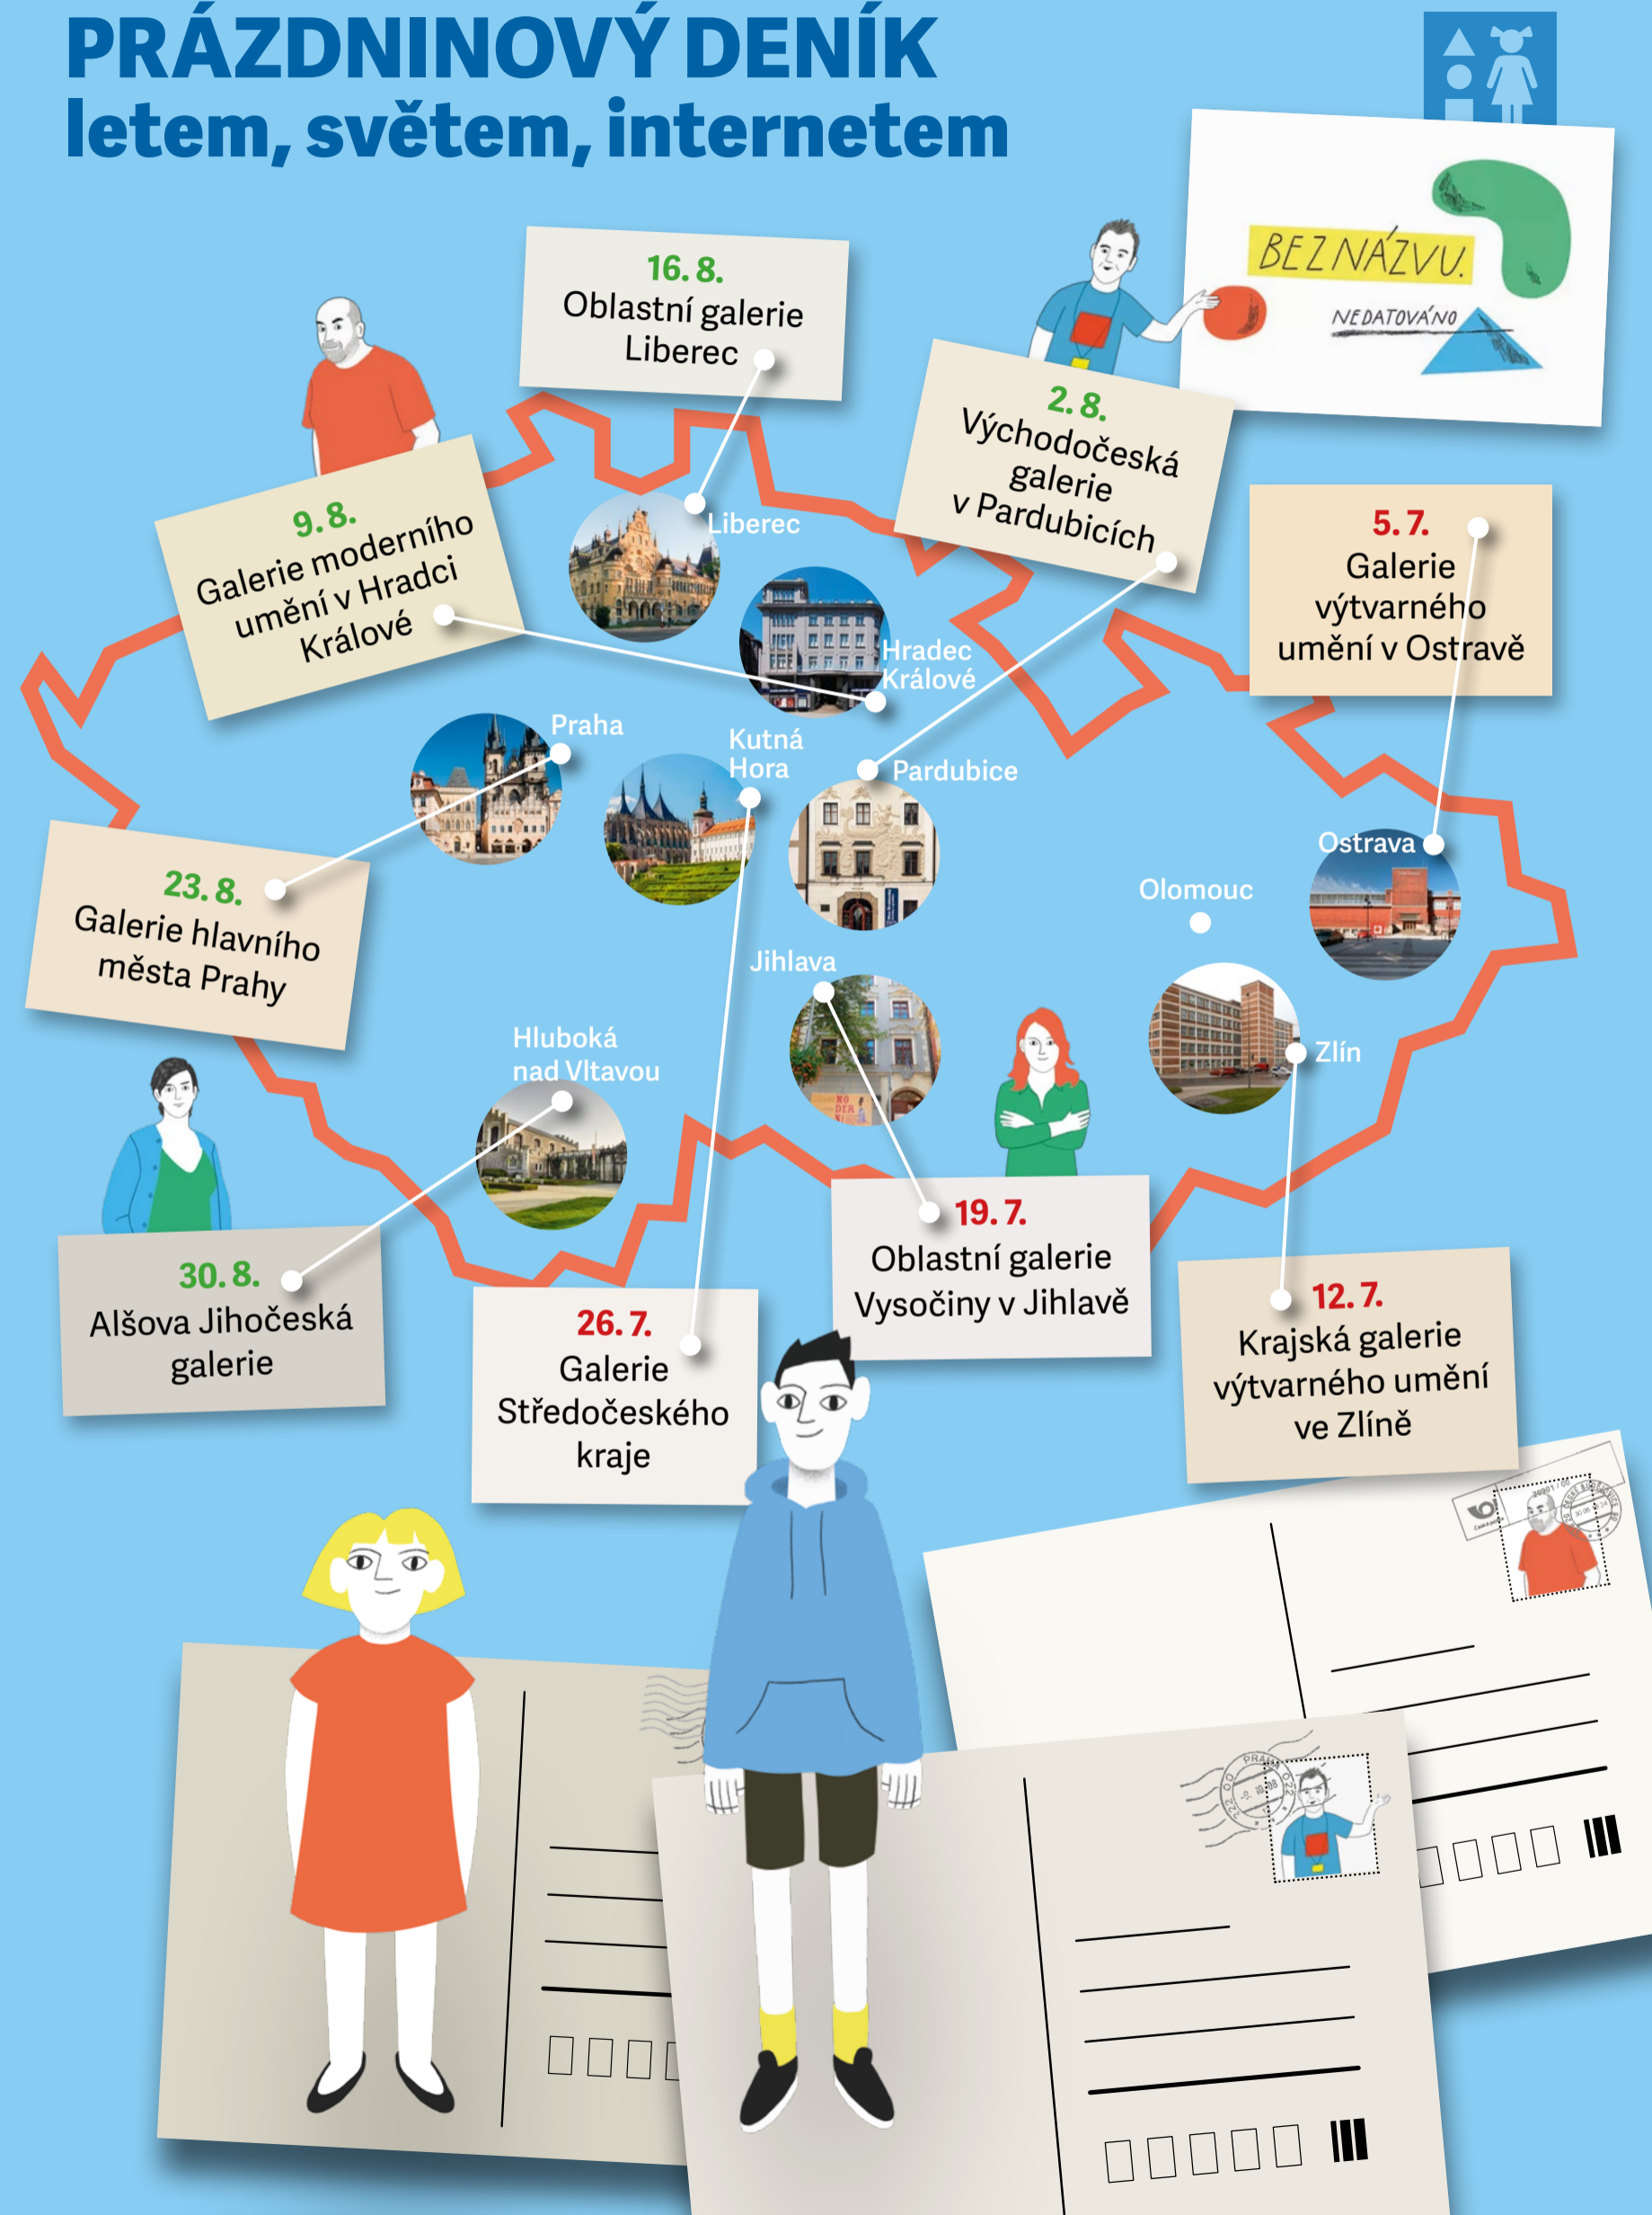 PRÁZDNINOVÝ DENÍK
letem, světem, internetem
BEZ NÁZVU.
NEDATOVÁNO
16. 8.
Oblastní galerie
Liberec
2. 8.
Východočeská
galerie
v Pardubicích
9. 8.
Galerie moderního
umění v Hradci
Králové
5. 7.
Galerie
výtvarného
umění v Ostravě
Liberec
Hradec
Králové
Praha
Kutná
Hora
Pardubice
Ostrava
Olomouc
23. 8.
Galerie hlavního
města Prahy
Jihlava
Hluboká
nad Vltavou
Zlín
30. 8.
Alšova Jihočeská
galerie
26. 7.
Galerie
Středočeského
kraje
19. 7.
Oblastní galerie
Vysočiny v Jihlavě
12. 7.
Krajská galerie
výtvarného umění
ve Zlíně
PRAHA